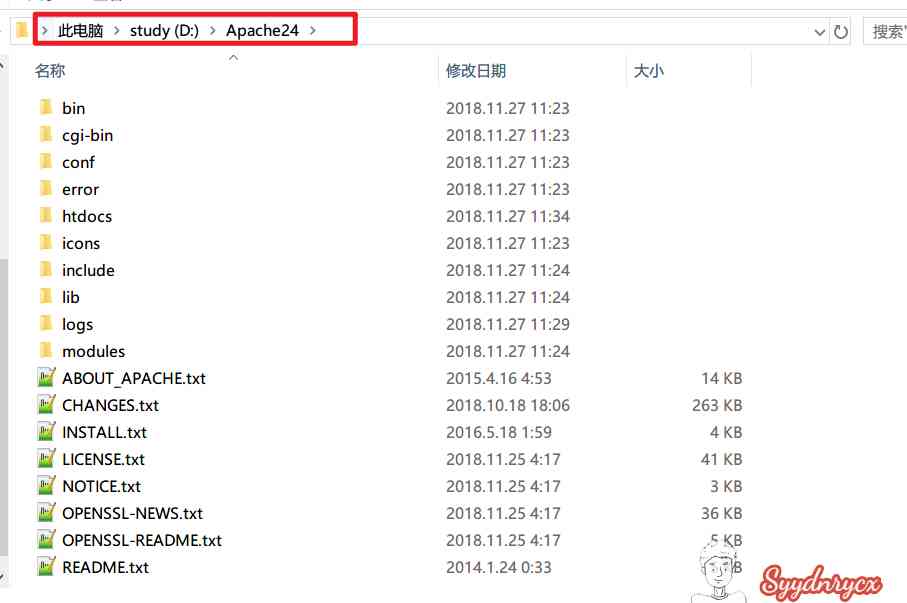 此电脑 > study (D:) > Apache24 >
搜索"
名称 修改日期 大小
bin 2018.11.27 11:23
cgi-bin 2018.11.27 11:23
conf 2018.11.27 11:23
error 2018.11.27 11:23
htdocs 2018.11.27 11:34
icons 2018.11.27 11:23
include 2018.11.27 11:24
lib 2018.11.27 11:24
logs 2018.11.27 11:29
modules 2018.11.27 11:24
ABOUT_APACHE.txt 2015.4.16 4:53 14 KB
CHANGES.txt 2018.10.18 18:06 263 KB
INSTALL.txt 2016.5.18 1:59 4 KB
LICENSE.txt 2018.11.25 4:17 41 KB
NOTICE.txt 2018.11.25 4:17 3 KB
OPENSSL-NEWS.txt 2018.11.25 4:17 36 KB
OPENSSL-README.txt 2018.11.25 4:17 5 KB
README.txt 2014.1.24 0:33
Syydnrycx